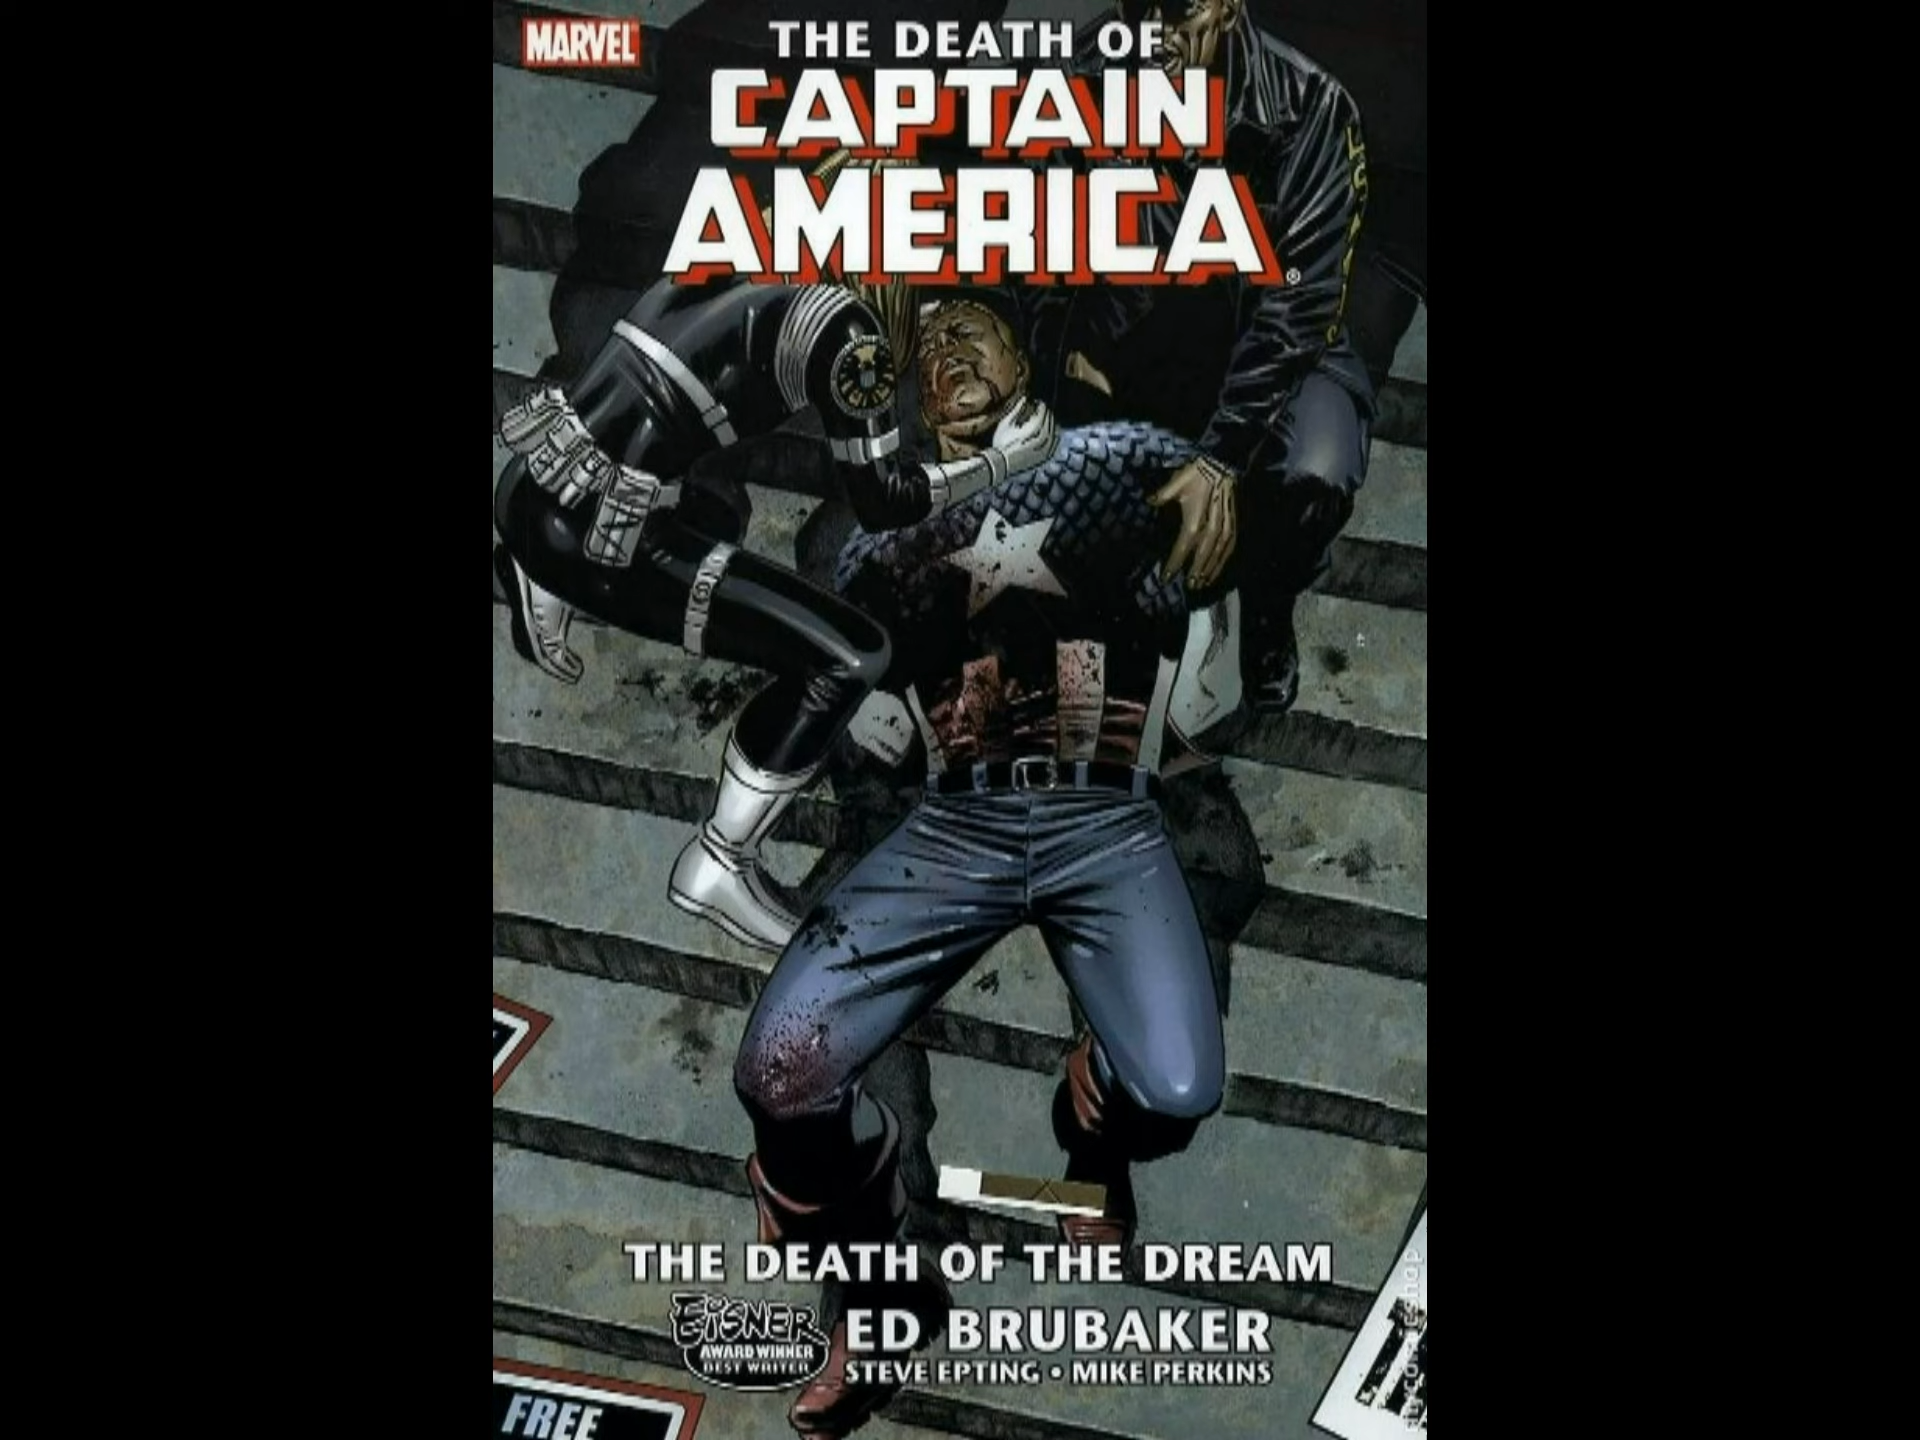 MARVEL
THE DEATH OF
CAPTAIN
AMERICA®
THE DEATH OF THE DREAM
EISNER
AWARD WINNER
BEST WRITER
ED BRUBAKER
STEVE EPTING • MIKE PERKINS
FREE
mycomicshop